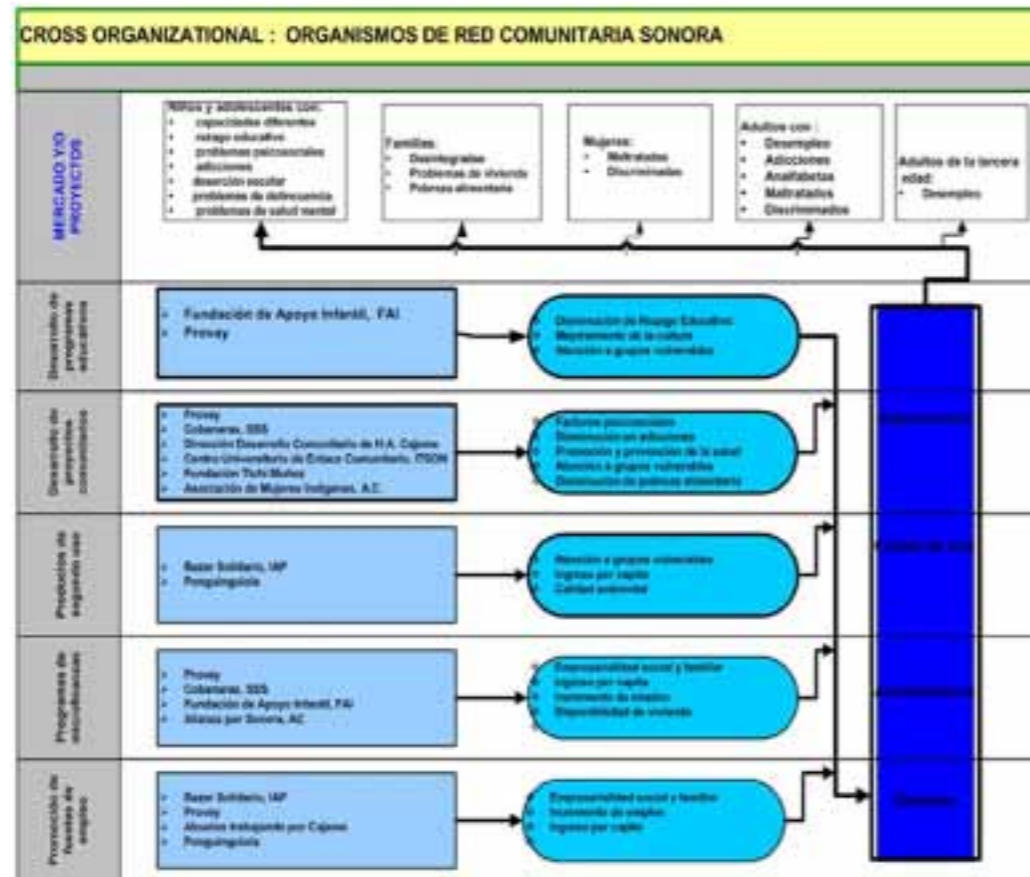 CROSS ORGANIZATIONAL : ORGANISMOS DE RED COMUNITARIA SONORA
MERCADO Y/O
PROYECTOS
Niños y adolescentes con:
capacidades diferentes
rezago educativo
problemas psicosociales
adicciones
deserción escolar
problemas de delincuencia
problemas de salud mental
Familias:
Desintegradas
Problemas de vivienda
Pobreza alimentaria
Mujeres:
Maltratadas
Discriminadas
Adultos con :
Desempleo
Adicciones
Analfabetas
Maltratados
Discriminados
Adultos de la tercera
edad:
Desempleo
Desarrollo de
programas
educativos
Fundación de Apoyo Infantil, FAI
Provay
Disminución de Rezago Educativo
Mejoramiento de la cultura
Atención a grupos vulnerables
Desarrollo de
proyectos
comunitarios
Provay
Cobanaras, SSS
Dirección Desarrollo Comunitario de H.A. Cajeme
Centro Universitario de Enlace Comunitario, ITSON
Fundación Tichi Muñoz
Asociación de Mujeres Indígenas, A.C.
Factores psicosociales
Disminución en adicciones
Promoción y prevención de la salud
Atención a grupos vulnerables
Disminución de pobreza alimentaria
Productos de
segundo uso
Bazar Solidario, IAP
Ponguinguiola
Atención a grupos vulnerables
Ingreso per capita
Calidad ambiental
Programas de
microfinanzas
Provay
Cobanaras, SSS
Fundación de Apoyo Infantil, FAI
Alianza por Sonora, AC
Empresarialidad social y familiar
Ingreso per capita
Incremento de empleo
Disponibilidad de vivienda
Promoción de
fuentes de
empleo
Bazar Solidario, IAP
Provay
Abuelos trabajando por Cajeme
Ponguinguiola
Empresarialidad social y familiar
Incremento de empleo
Ingreso per capita